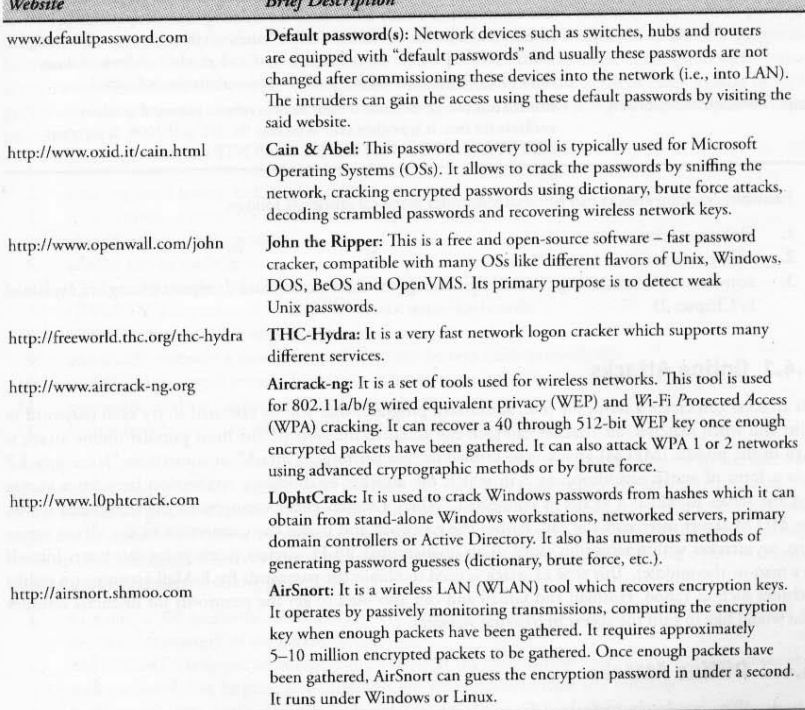 Website Brief Description
www.defaultpassword.com Default password(s): Network devices such as switches, hubs and routers
are equipped with “default passwords” and usually these passwords are not
changed after commissioning these devices into the network (i.e., into LAN).
The intruders can gain the access using these default passwords by visiting the
said website.
http://www.oxid.it/cain.html Cain & Abel: This password recovery tool is typically used for Microsoft
Operating Systems (OSs). It allows to crack the passwords by sniffing the
network, cracking encrypted passwords using dictionary, brute force attacks,
decoding scrambled passwords and recovering wireless network keys.
http://www.openwall.com/john John the Ripper: This is a free and open-source software – fast password
cracker, compatible with many OSs like different flavors of Unix, Windows,
DOS, BeOS and OpenVMS. Its primary purpose is to detect weak
Unix passwords.
http://freeworld.thc.org/thc-hydra THC-Hydra: It is a very fast network logon cracker which supports many
different services.
http://www.aircrack-ng.org Aircrack-ng: It is a set of tools used for wireless networks. This tool is used
for 802.11a/b/g wired equivalent privacy (WEP) and Wi-Fi Protected Access
(WPA) cracking. It can recover a 40 through 512-bit WEP key once enough
encrypted packets have been gathered. It can also attack WPA 1 or 2 networks
using advanced cryptographic methods or by brute force.
http://www.l0phtcrack.com L0phtCrack: It is used to crack Windows passwords from hashes which it can
obtain from stand-alone Windows workstations, networked servers, primary
domain controllers or Active Directory. It also has numerous methods of
generating password guesses (dictionary, brute force, etc.).
http://airsnort.shmoo.com AirSnort: It is a wireless LAN (WLAN) tool which recovers encryption keys.
It operates by passively monitoring transmissions, computing the encryption
key when enough packets have been gathered. It requires approximately
5–10 million encrypted packets to be gathered. Once enough packets have
been gathered, AirSnort can guess the encryption password in under a second.
It runs under Windows or Linux.